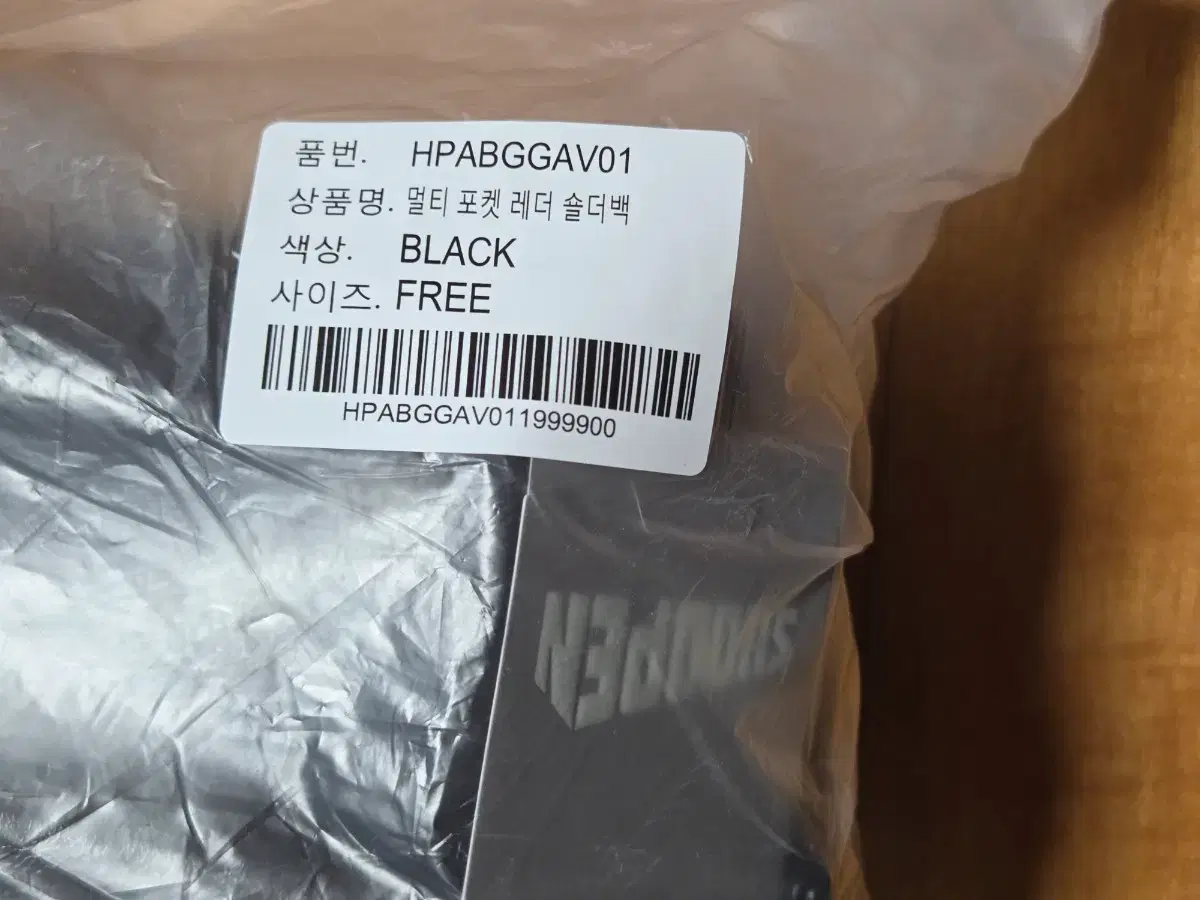 품번. HPABGGAV01
상품명. 멀티 포켓 레더 숄더백
색상. BLACK
사이즈. FREE
HPABGGAV011999900